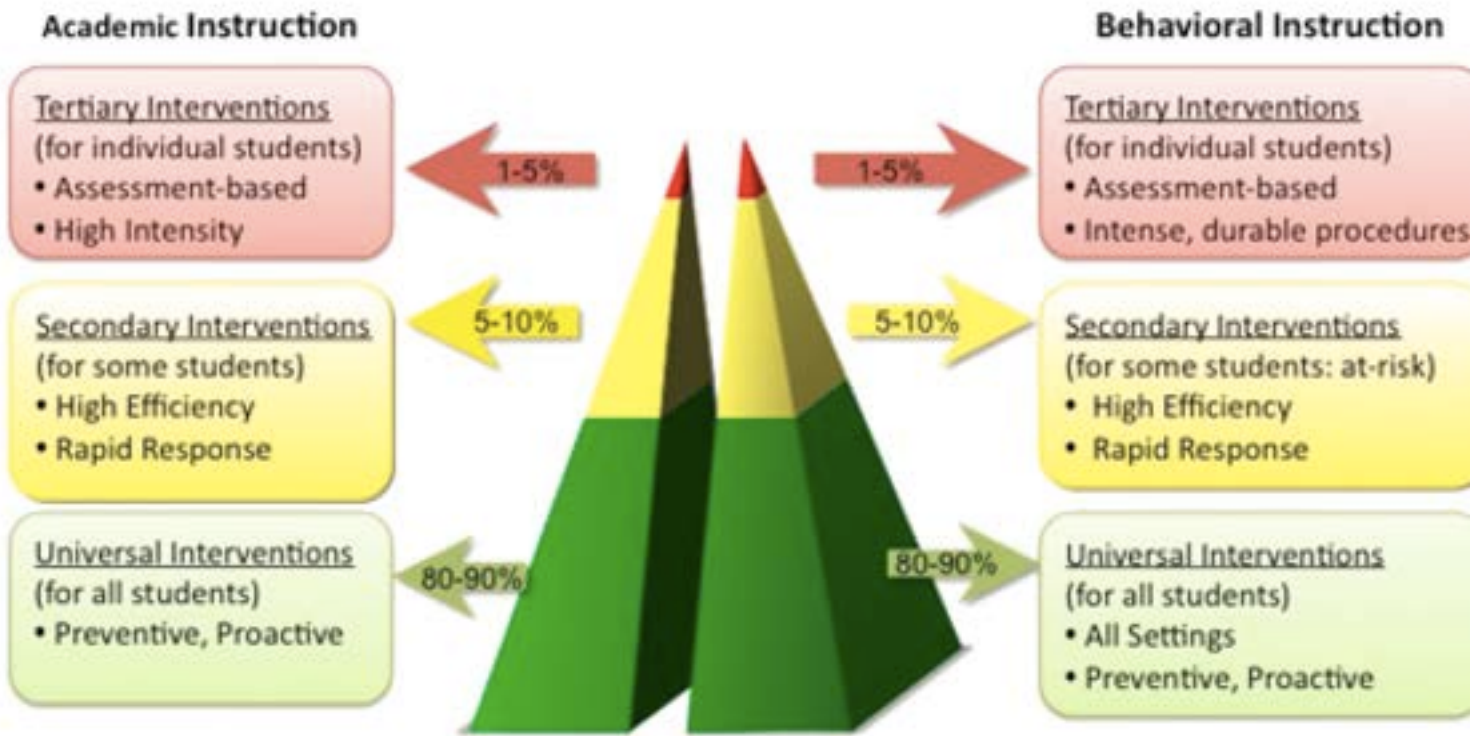 Academic Instruction
Tertiary Interventions
(for individual students)
• Assessment-based
• High Intensity
1-5%
Secondary Interventions
(for some students)
• High Efficiency
• Rapid Response
5-10%
Universal Interventions
(for all students)
• Preventive, Proactive
80-90%
Behavioral Instruction
1-5%
Tertiary Interventions
(for individual students)
• Assessment-based
• Intense, durable procedures
5-10%
Secondary Interventions
(for some students: at-risk)
• High Efficiency
• Rapid Response
80-90%
Universal Interventions
(for all students)
• All Settings
• Preventive, Proactive